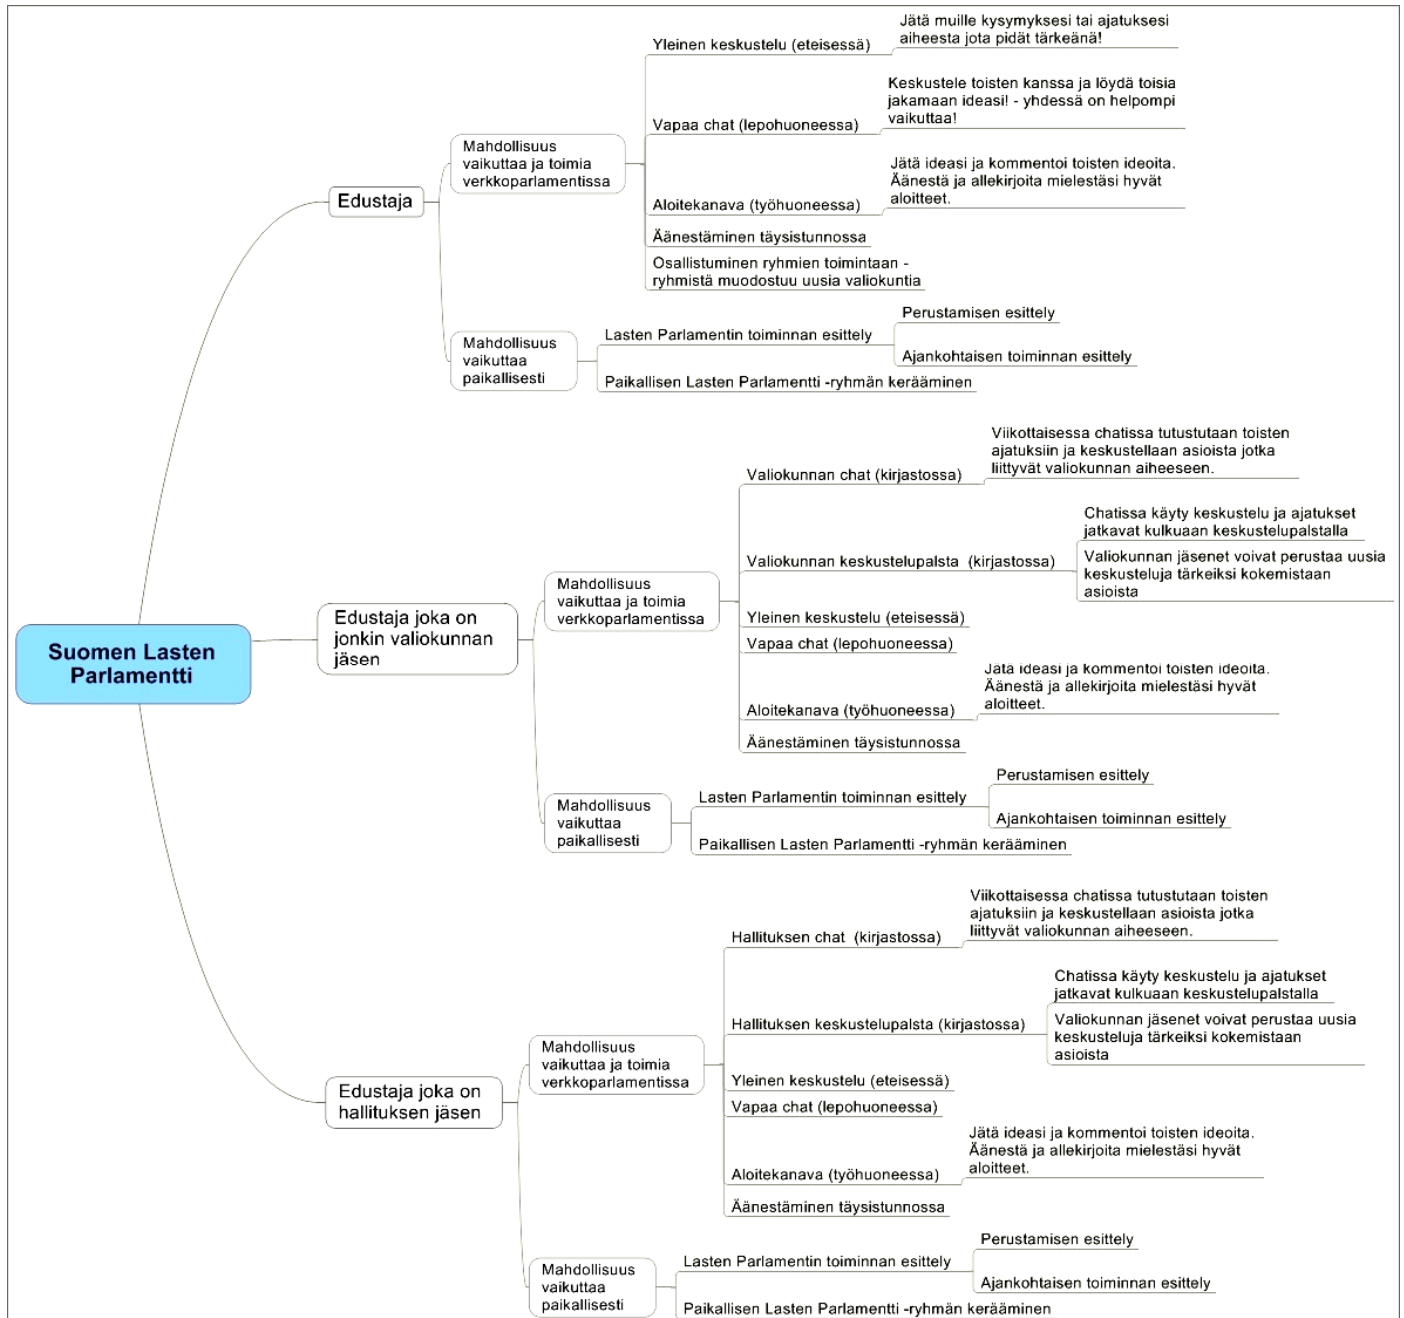 Suomen Lasten
Parlamentti
Edustaja
Mahdollisuus
vaikuttaa ja toimia
verkkoparlamentissa
Yleinen keskustelu (eteisessä)
Jätä muille kysymyksesi tai ajatuksesi
aiheesta jota pidät tärkeänä!
Vapaa chat (lepohuoneessa)
Keskustele toisten kanssa ja löydä toisia
jakamaan ideasi! - yhdessä on helpompi
vaikuttaa!
Aloitekanava (työhuoneessa)
Jätä ideasi ja kommentoi toisten ideoita.
Äänestä ja allekirjoita mielestäsi hyvät
aloitteet.
Äänestäminen täysistunnossa
Osallistuminen ryhmien toimintaan -
ryhmistä muodostuu uusia valiokuntia
Mahdollisuus
vaikuttaa
paikallisesti
Lasten Parlamentin toiminnan esittely
Perustamisen esittely
Ajankohtaisen toiminnan esittely
Paikallisen Lasten Parlamentti -ryhmän kerääminen
Edustaja joka on
jonkin valiokunnan
jäsen
Mahdollisuus
vaikuttaa ja toimia
verkkoparlamentissa
Valiokunnan chat (kirjastossa)
Viikottaisessa chatissa tutustutaan toisten
ajatuksiin ja keskustellaan asioista jotka
liittyvät valiokunnan aiheeseen.
Valiokunnan keskustelupalsta (kirjastossa)
Chatissa käyty keskustelu ja ajatukset
jatkavat kulkuaan keskustelupalstalla
Valiokunnan jäsenet voivat perustaa uusia
keskusteluja tärkeiksi kokemistaan
asioista
Yleinen keskustelu (eteisessä)
Vapaa chat (lepohuoneessa)
Aloitekanava (työhuoneessa)
Jätä ideasi ja kommentoi toisten ideoita.
Äänestä ja allekirjoita mielestäsi hyvät
aloitteet.
Äänestäminen täysistunnossa
Mahdollisuus
vaikuttaa
paikallisesti
Lasten Parlamentin toiminnan esittely
Perustamisen esittely
Ajankohtaisen toiminnan esittely
Paikallisen Lasten Parlamentti -ryhmän kerääminen
Edustaja joka on
hallituksen jäsen
Mahdollisuus
vaikuttaa ja toimia
verkkoparlamentissa
Hallituksen chat (kirjastossa)
Viikottaisessa chatissa tutustutaan toisten
ajatuksiin ja keskustellaan asioista jotka
liittyvät valiokunnan aiheeseen.
Hallituksen keskustelupalsta (kirjastossa)
Chatissa käyty keskustelu ja ajatukset
jatkavat kulkuaan keskustelupalstalla
Valiokunnan jäsenet voivat perustaa uusia
keskusteluja tärkeiksi kokemistaan
asioista
Yleinen keskustelu (eteisessä)
Vapaa chat (lepohuoneessa)
Aloitekanava (työhuoneessa)
Jätä ideasi ja kommentoi toisten ideoita.
Äänestä ja allekirjoita mielestäsi hyvät
aloitteet.
Äänestäminen täysistunnossa
Mahdollisuus
vaikuttaa
paikallisesti
Lasten Parlamentin toiminnan esittely
Perustamisen esittely
Ajankohtaisen toiminnan esittely
Paikallisen Lasten Parlamentti -ryhmän kerääminen